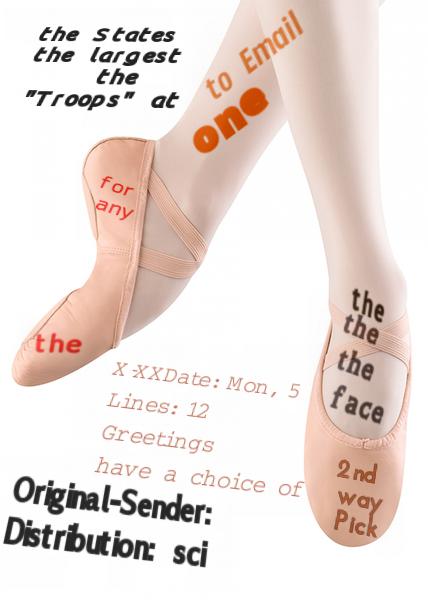 the States
the largest
the
"Troops" at
to Email
one
for
any
the
the
the
the
face
X-XXDate: Mon, 5
Lines: 12
Greetings
have a choice of
2nd
way
Pick
Original-Sender:
Distribution: sci